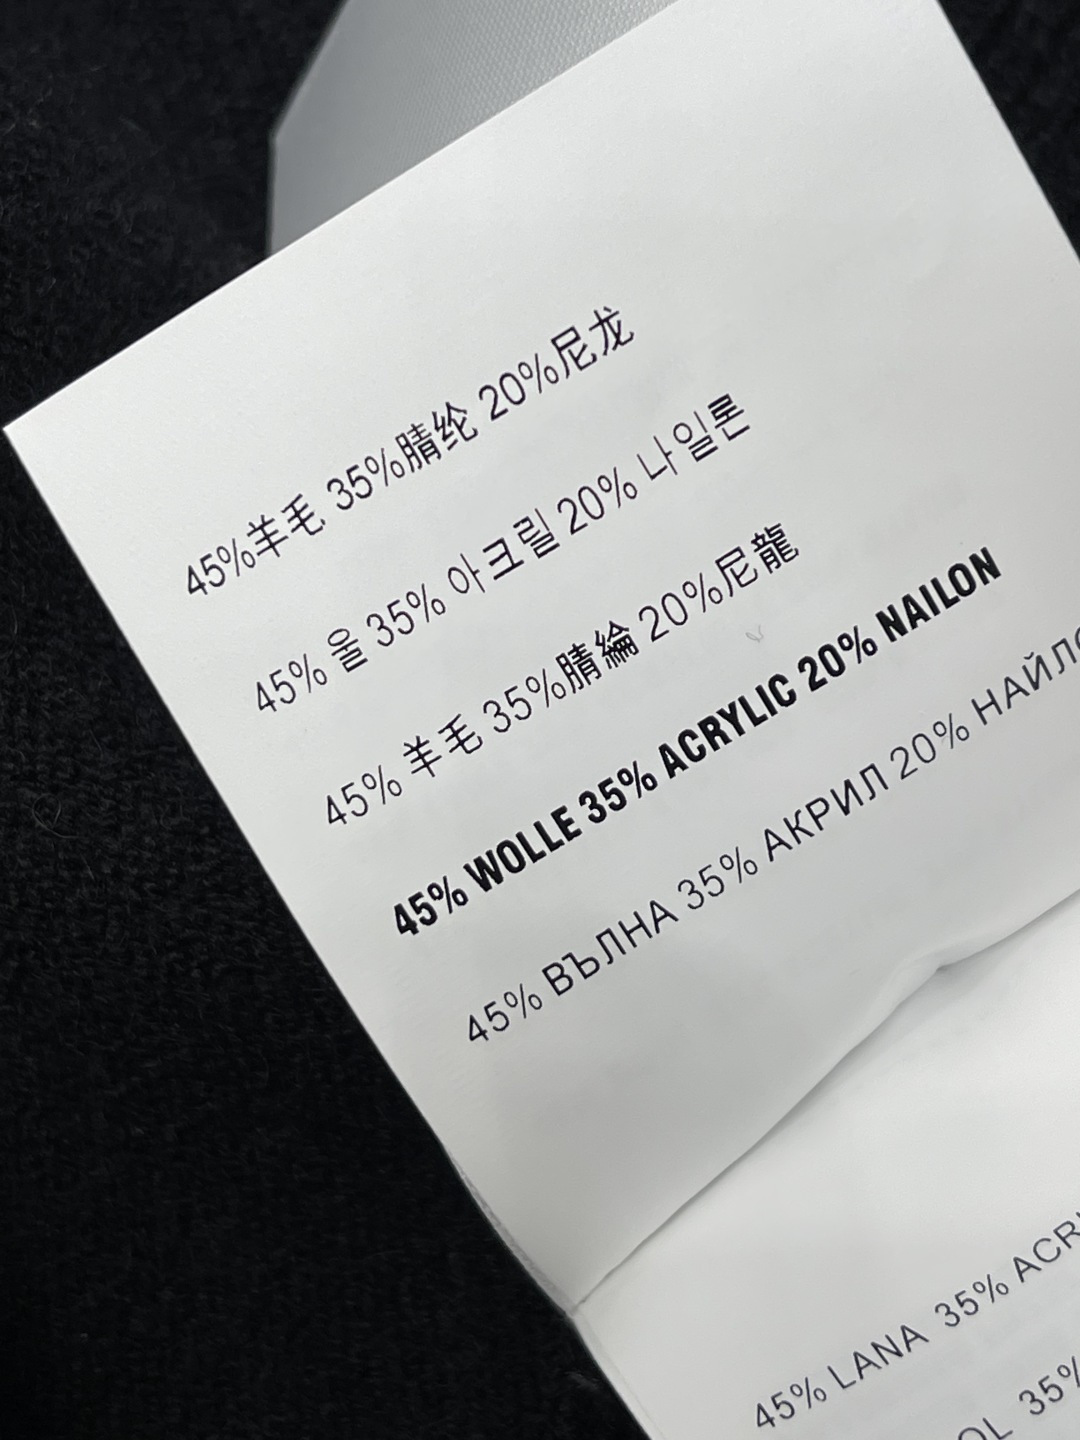 45%羊毛 35%腈纶 20%尼龙
45% 울 35% 아크릴 20% 나일론
45% 羊毛 35%腈綸 20%尼龍
45% WOLLE 35% ACRYLIC 20% NAILON
45% ВЪЛНА 35% АКРИЛ 20%
45% LANA 35%
35%